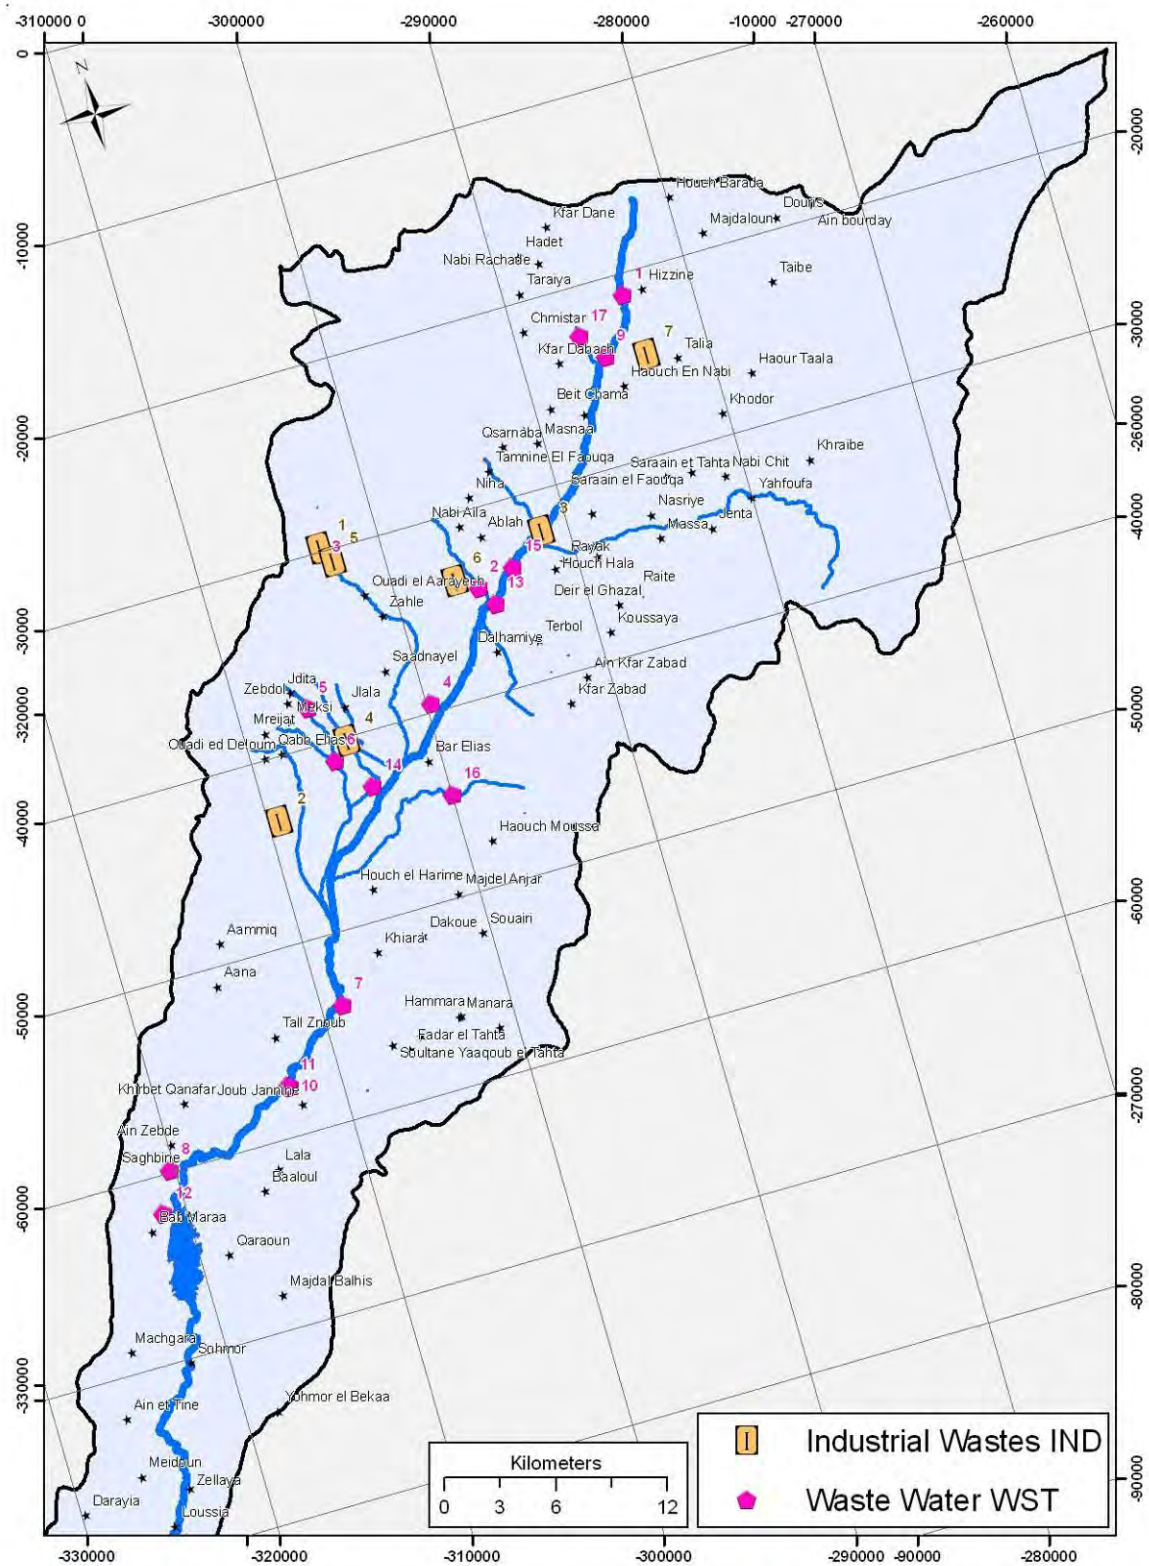 -310000 0
-300000
-290000
-280000
-10000 -270000
-260000
0
N
-20000
Houch Barada
Kfar Dane
Douris
Majdaloun
Ain bourday
-10000
Hadet
Nabi Rachade
Taraiya
1 Hizzine
Taibe
-30000
Chmistar 17
9
7
Kfar Dabach
Talia
Haour Taala
Haouch En Nabi
Beit Chama
Khodor
-260000
-20000
Qsarnaba
Masnaa
Khraibe
Tamnine El Faouqa
Saraain et Tahta
Nabi Chit
Niha
Saraain el Faouqa
Yahfoufa
Nabi Aila
3
Nasriye
Jenta
-40000
Ablah
Massa
1
5
3
15
Rayak
6
2
Houch Hala
Ouadi el Aarayech
13
Raite
Deir el Ghazal
Zahle
Koussaya
-30000
Terbol
Dalhamiye
Saadnayel
Ain Kfar Zabad
Jdita
5
4
Kfar Zabad
Zebdol
Jlala
-50000
-320000
Meksi
Mreijat
4
Qabb Elias
6
Ouadi ed Deloum
Bar Elias
14
16
2
-40000
Haouch Moussa
Houch el Harime
Majdel Anjar
-60000
Souairi
Dakoue
Aammiq
Khiara
Aana
7
-50000
Hammara
Manara
Tall Znoub
Eadar el Tahta
Soultane Yaaqoub el Tahta
11
10
Khirbet Qanafar
Joub Jannine
-270000
Ain Zebde
8
Saghbine
Lala
Baaloul
12
-60000
Bab Maraa
Qaraoun
Majdal Balhis
-80000
Machgara
Sohmor
-330000
Yohmor el Bekaa
Ain et Tine
Industrial Wastes IND
Kilometers
0 3 6 9 12
Meidoun
Zellaya
-90000
Waste Water WST
Darayia
Loussia
-330000
-320000
-310000
-300000
-290000
-90000
-280000